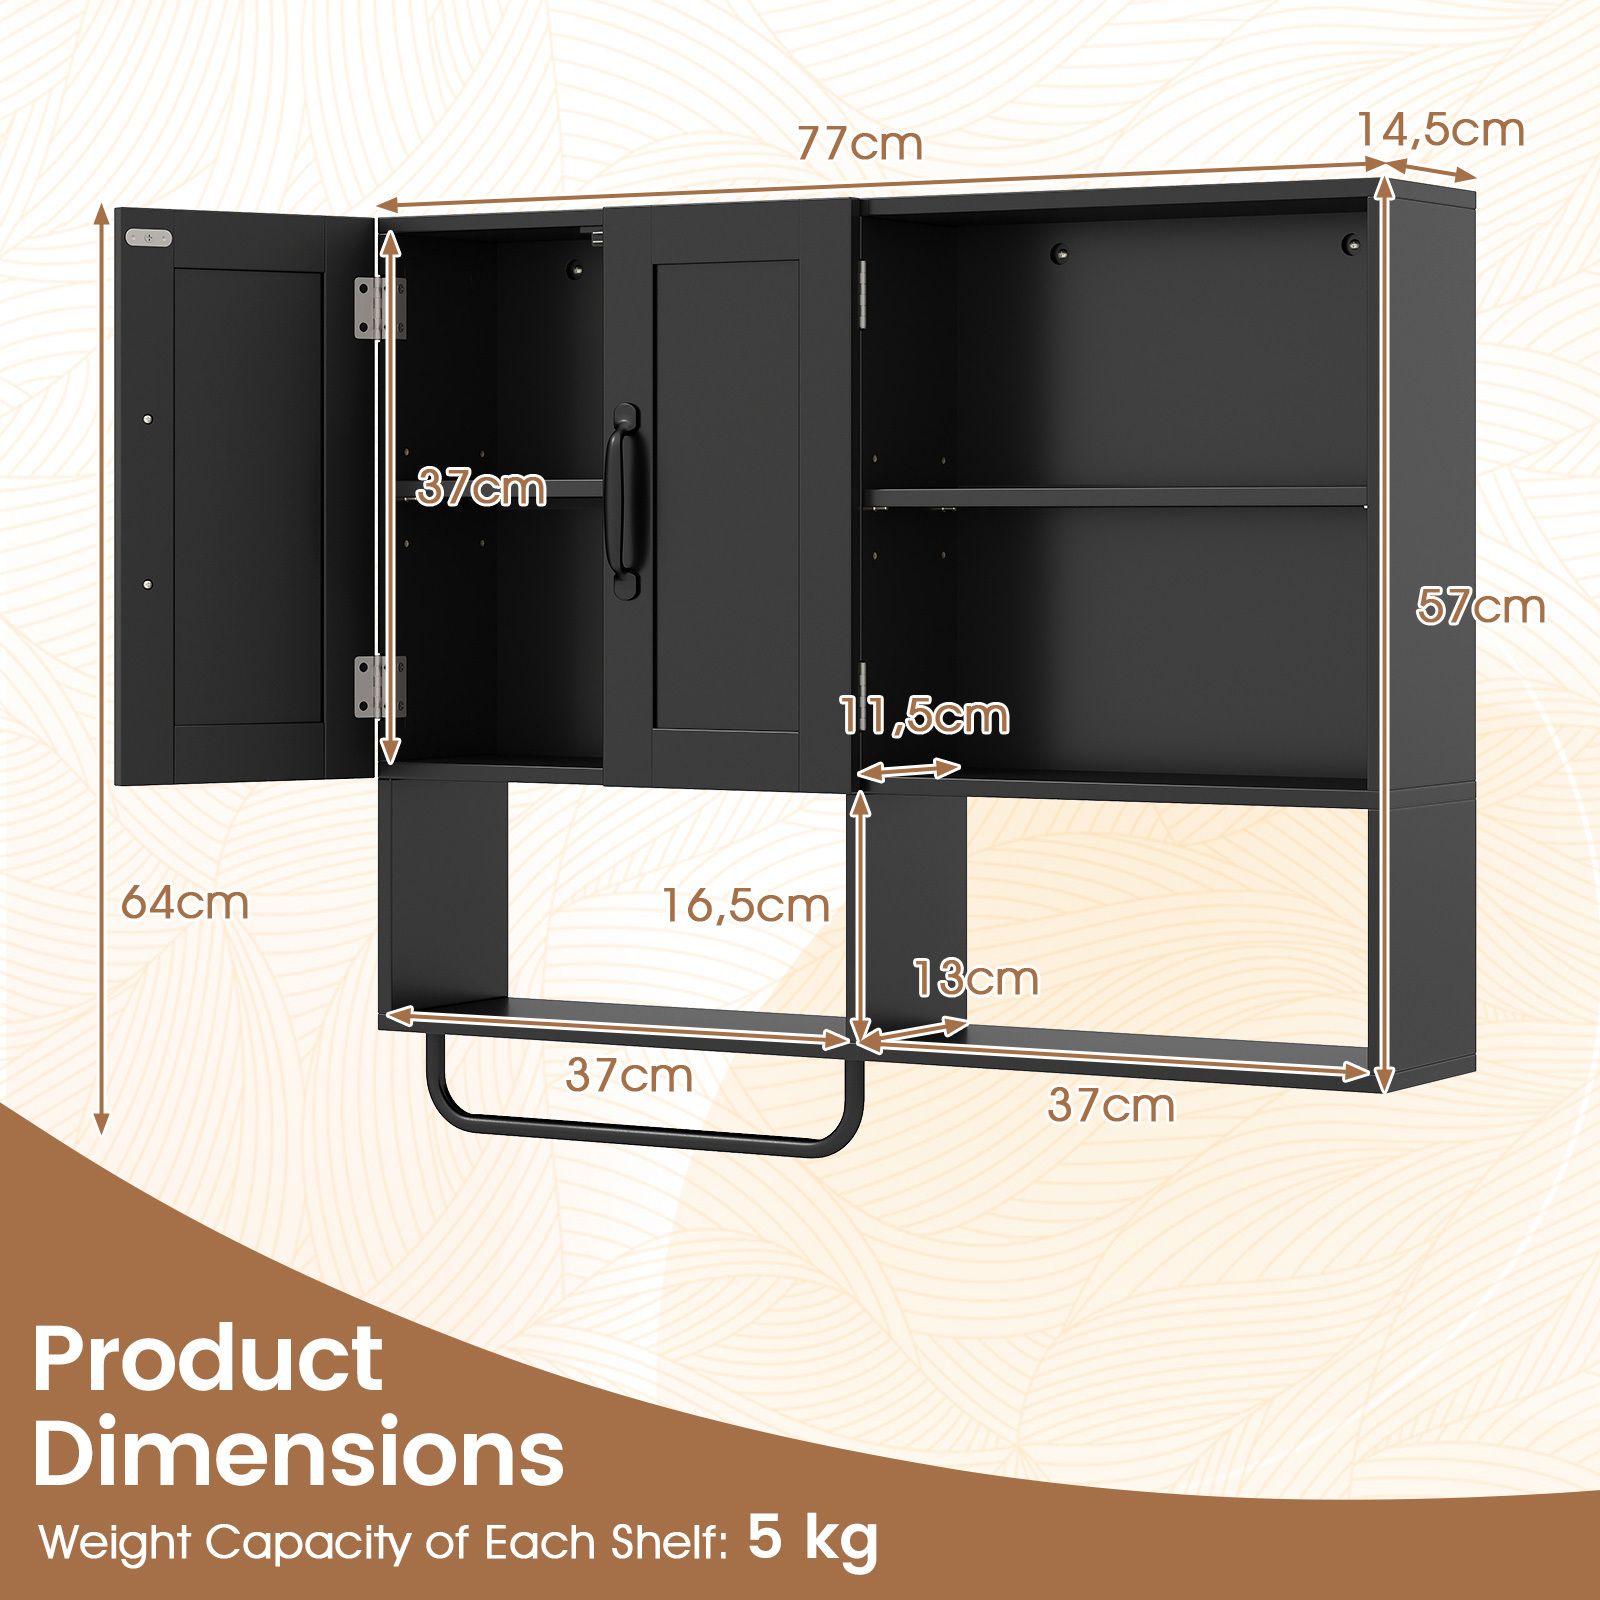 77cm
14,5cm
37cm
57cm
11,5cm
64cm
16,5cm
13cm
37cm
37cm
Product
Dimensions
Weight Capacity of Each Shelf: 5 kg